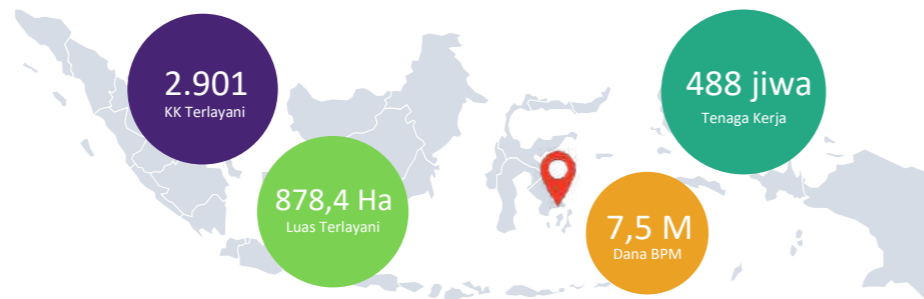 2.901
KK Terlayani
488 jiwa
Tenaga Kerja
878,4 Ha
Luas Terlayani
7,5 M
Dana BPM